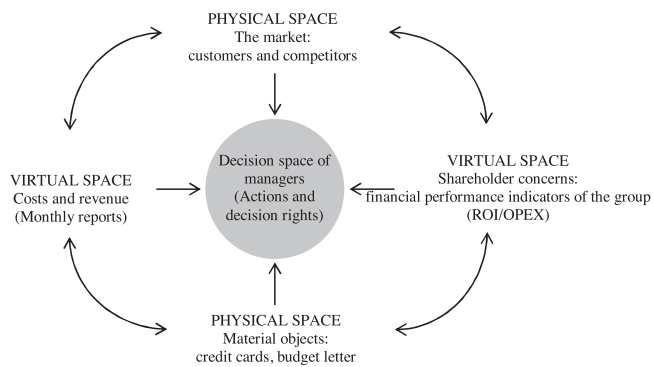 PHYSICAL SPACE
The market:
customers and competitors
Decision space of
managers
(Actions and
decision rights)
VIRTUAL SPACE
Costs and revenue
(Monthly reports)
VIRTUAL SPACE
Shareholder concerns:
financial performance indicators of the group
(ROI/OPEX)
PHYSICAL SPACE
Material objects:
credit cards, budget letter